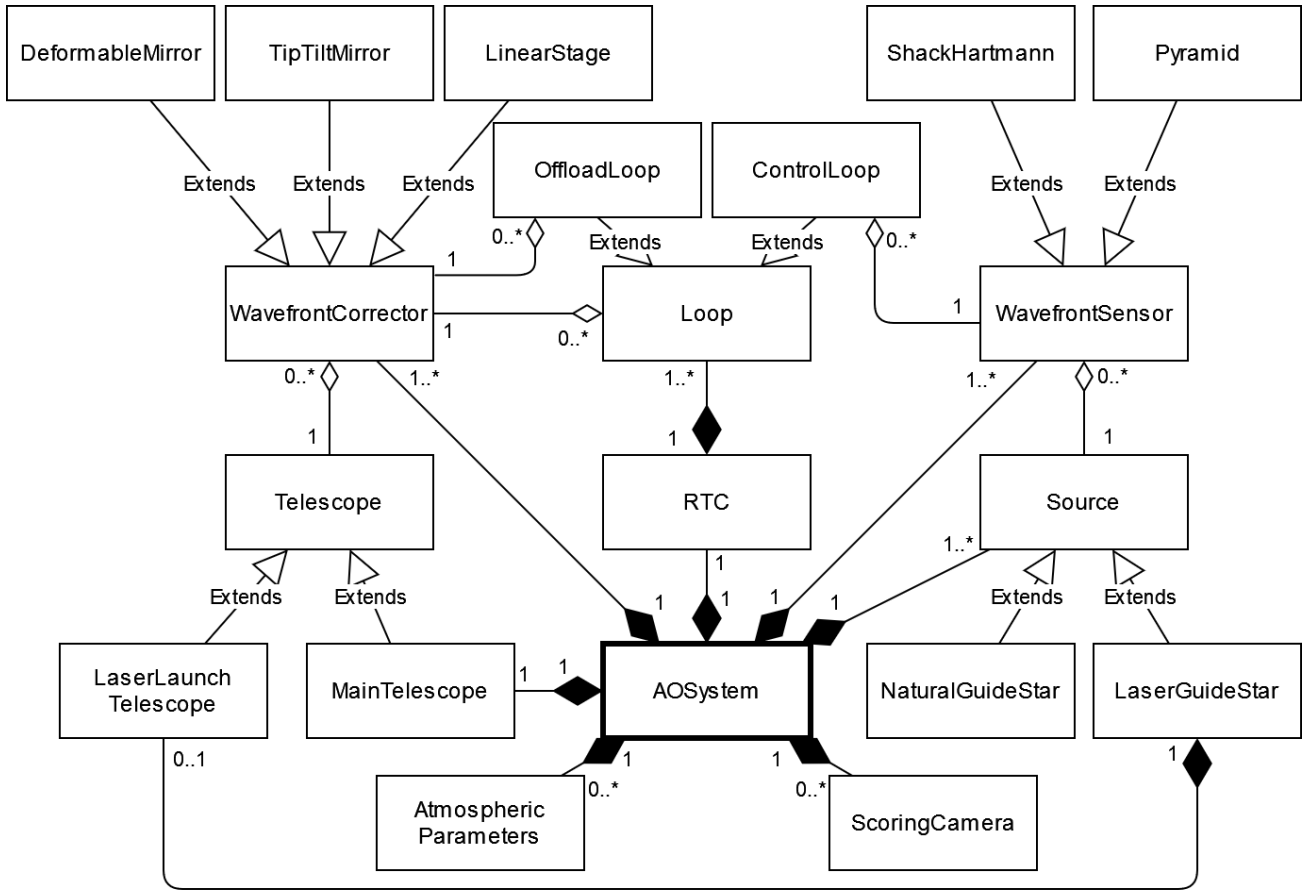 DeformableMirror
TipTiltMirror
LinearStage
ShackHartmann
Pyramid
OffloadLoop
ControlLoop
Extends
Extends
Extends
Extends
Extends
0..*
Extends
Extends
0..*
1
WavefrontCorrector
1
0..*
Loop
1
WavefrontSensor
0..*
1..*
1..*
1..*
0..*
1
1
1
Telescope
RTC
Source
1..*
1
Extends
Extends
1
1
1
1
Extends
Extends
LaserLaunch
Telescope
MainTelescope
1
1
AOSystem
NaturalGuideStar
LaserGuideStar
0..1
1
1
1
0..*
0..*
Atmospheric
Parameters
ScoringCamera